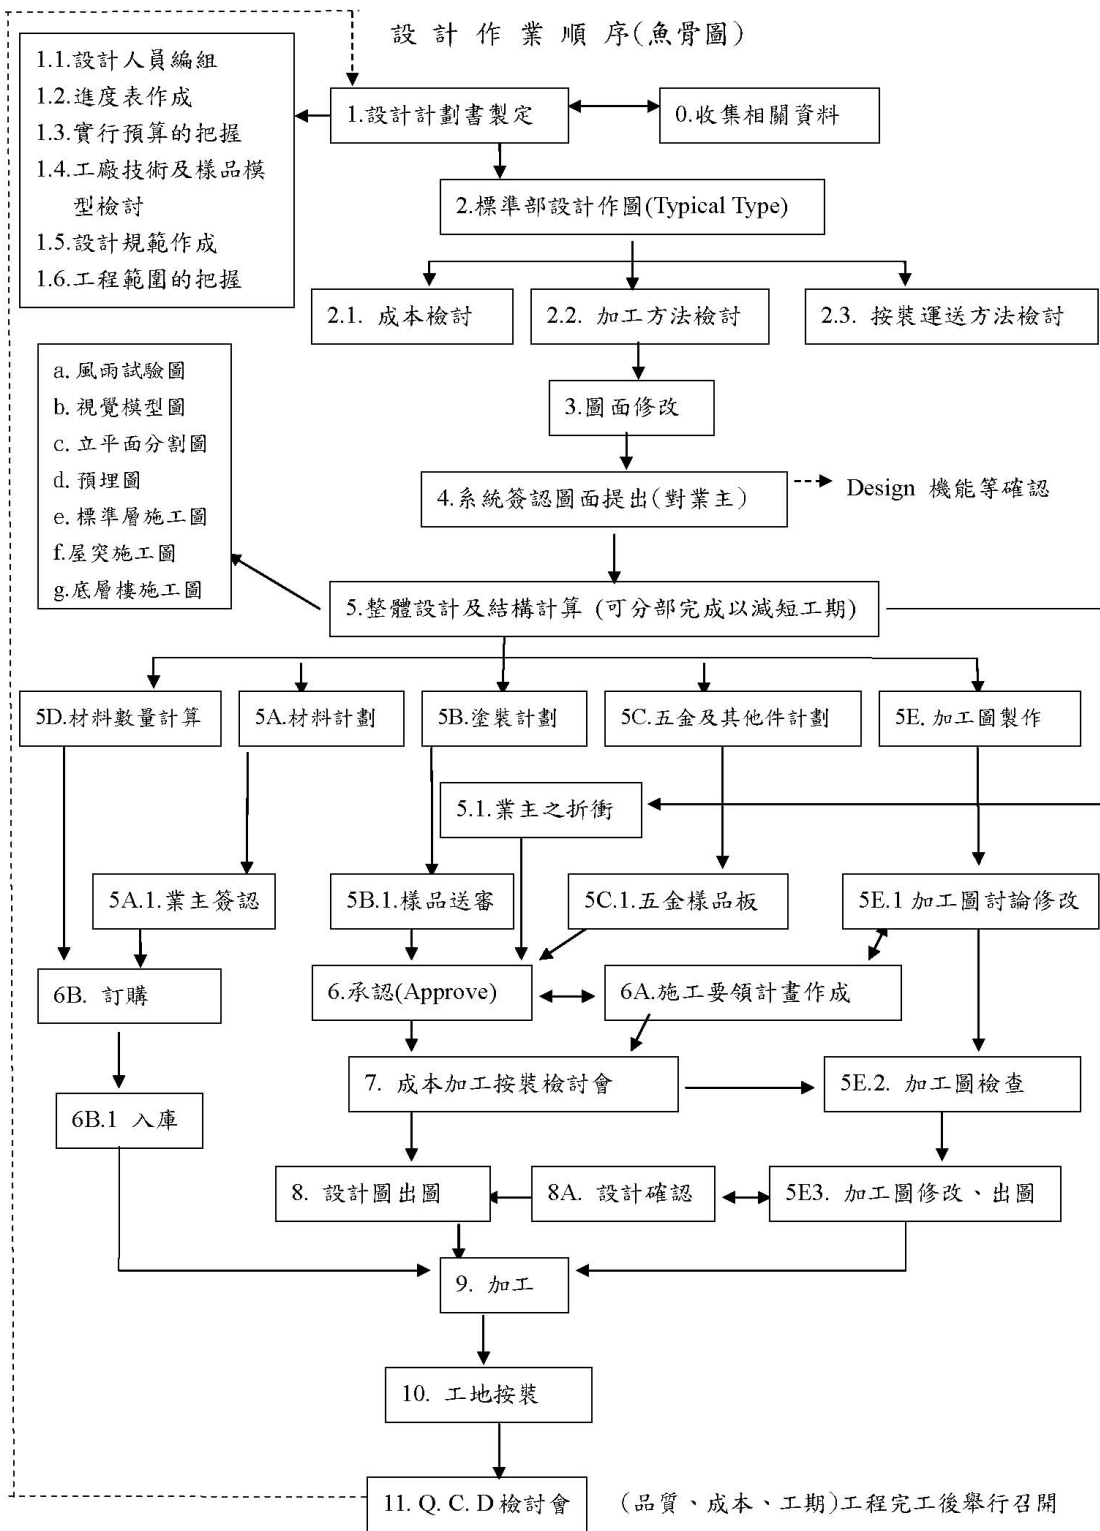 設 計 作 業 順 序(魚骨圖)
1.1.設計人員編組
1.2.進度表作成
1.3.實行預算的把握
1.4.工廠技術及樣品模
型檢討
1.5.設計規範作成
1.6.工程範圍的把握
1.設計計劃書製定
0.收集相關資料
2.標準部設計作圖(Typical Type)
2.1. 成本檢討
2.2. 加工方法檢討
2.3. 按裝運送方法檢討
a. 風雨試驗圖
b. 視覺模型圖
c. 立平面分割圖
d. 預埋圖
e. 標準層施工圖
f.屋突施工圖
g.底層樓施工圖
3.圖面修改
4.系統簽認圖面提出(對業主)
Design 機能等確認
5.整體設計及結構計算 (可分部完成以減短工期)
5D.材料數量計算
5A.材料計劃
5B.塗裝計劃
5C.五金及其他件計劃
5E. 加工圖製作
5.1.業主之折衝
5A.1.業主簽認
5B.1.樣品送審
5C.1.五金樣品板
5E.1 加工圖討論修改
6B. 訂購
6.承認(Approve)
6A.施工要領計畫作成
7. 成本加工按裝檢討會
5E.2. 加工圖檢查
6B.1 入庫
8. 設計圖出圖
8A. 設計確認
5E3. 加工圖修改、出圖
9. 加工
10. 工地按裝
11. Q. C. D 檢討會
(品質、成本、工期)工程完工後舉行召開